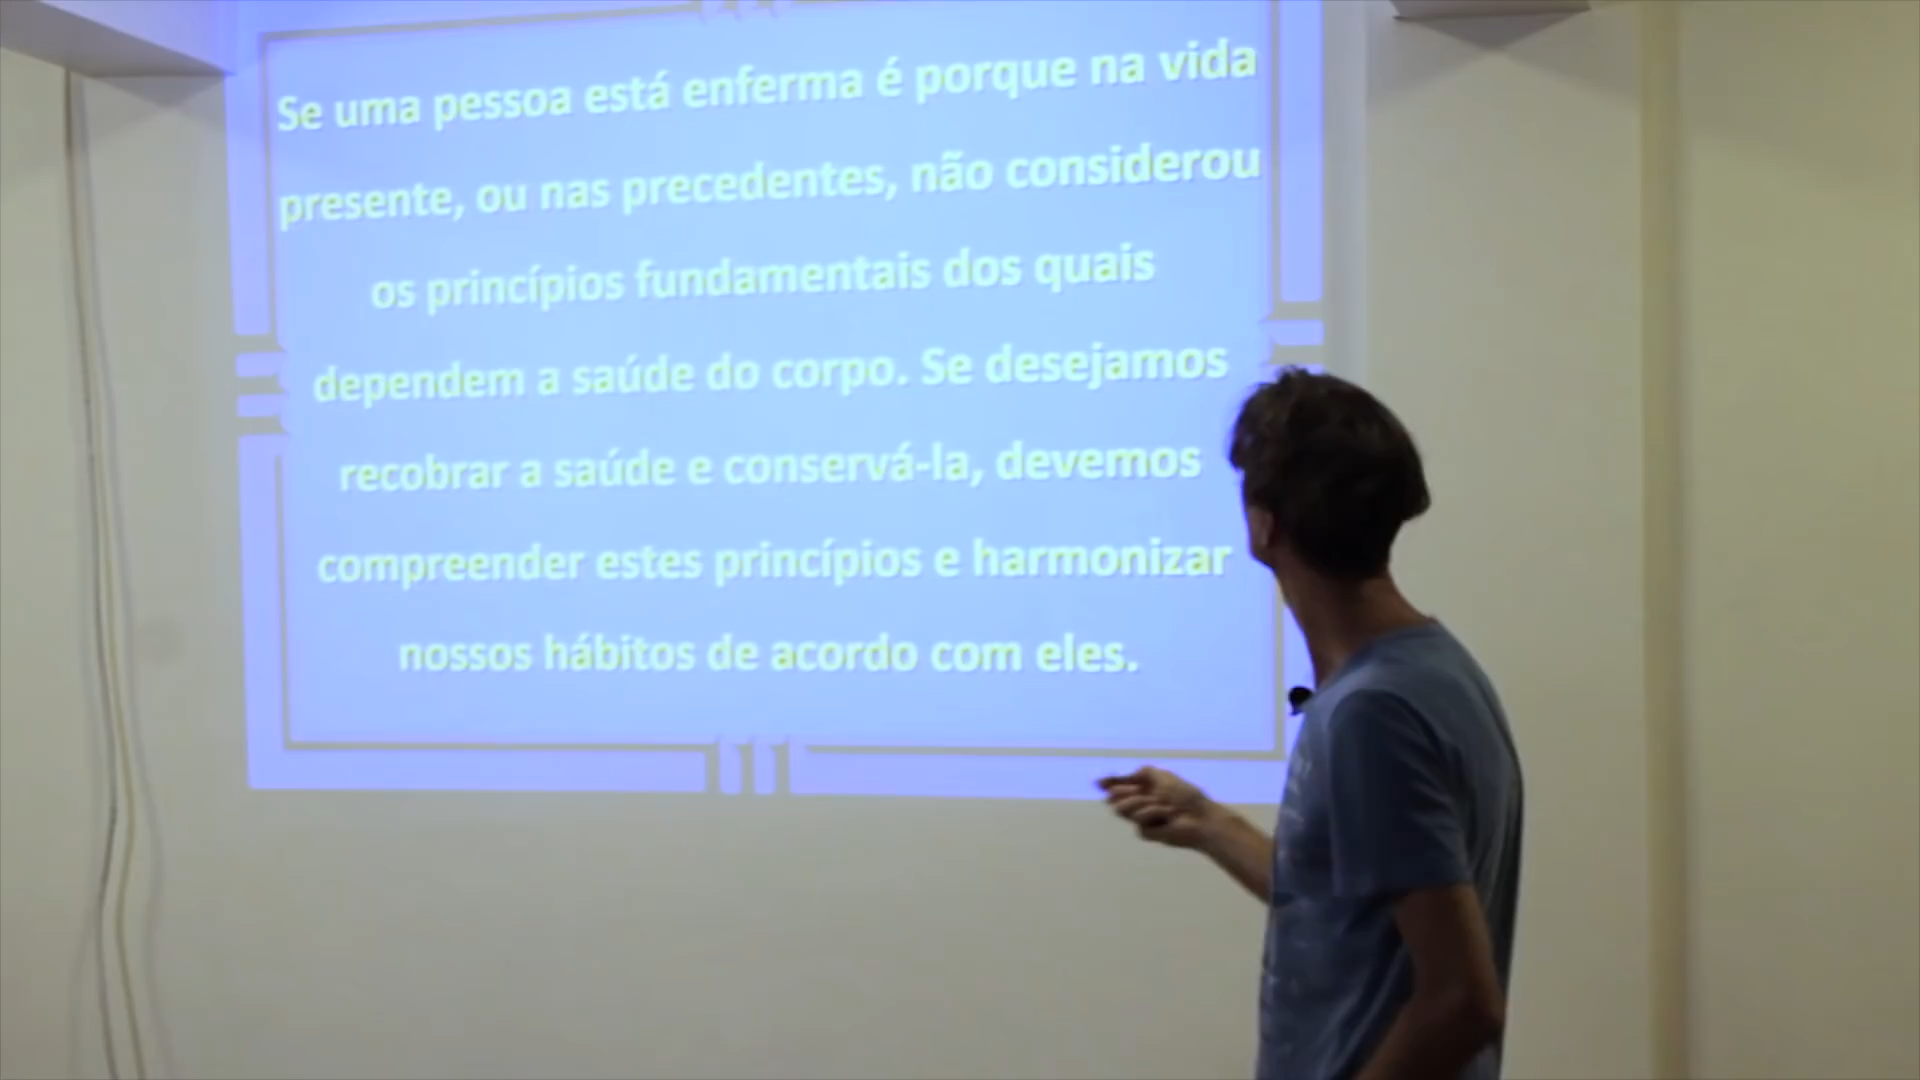 Se uma pessoa está enferma é porque na vida
presente, ou nas precedentes, não considerou
os princípios fundamentais dos quais
dependem a saúde do corpo. Se desejamos
recobrar a saúde e conservá-la, devemos
compreender estes princípios e harmonizar
nossos hábitos de acordo com eles.